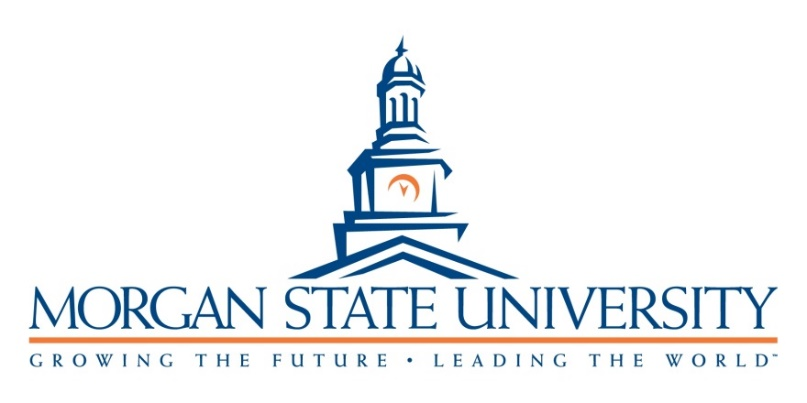 MORGAN STATE UNIVERSITY
GROWING THE FUTURE • LEADING THE WORLD™